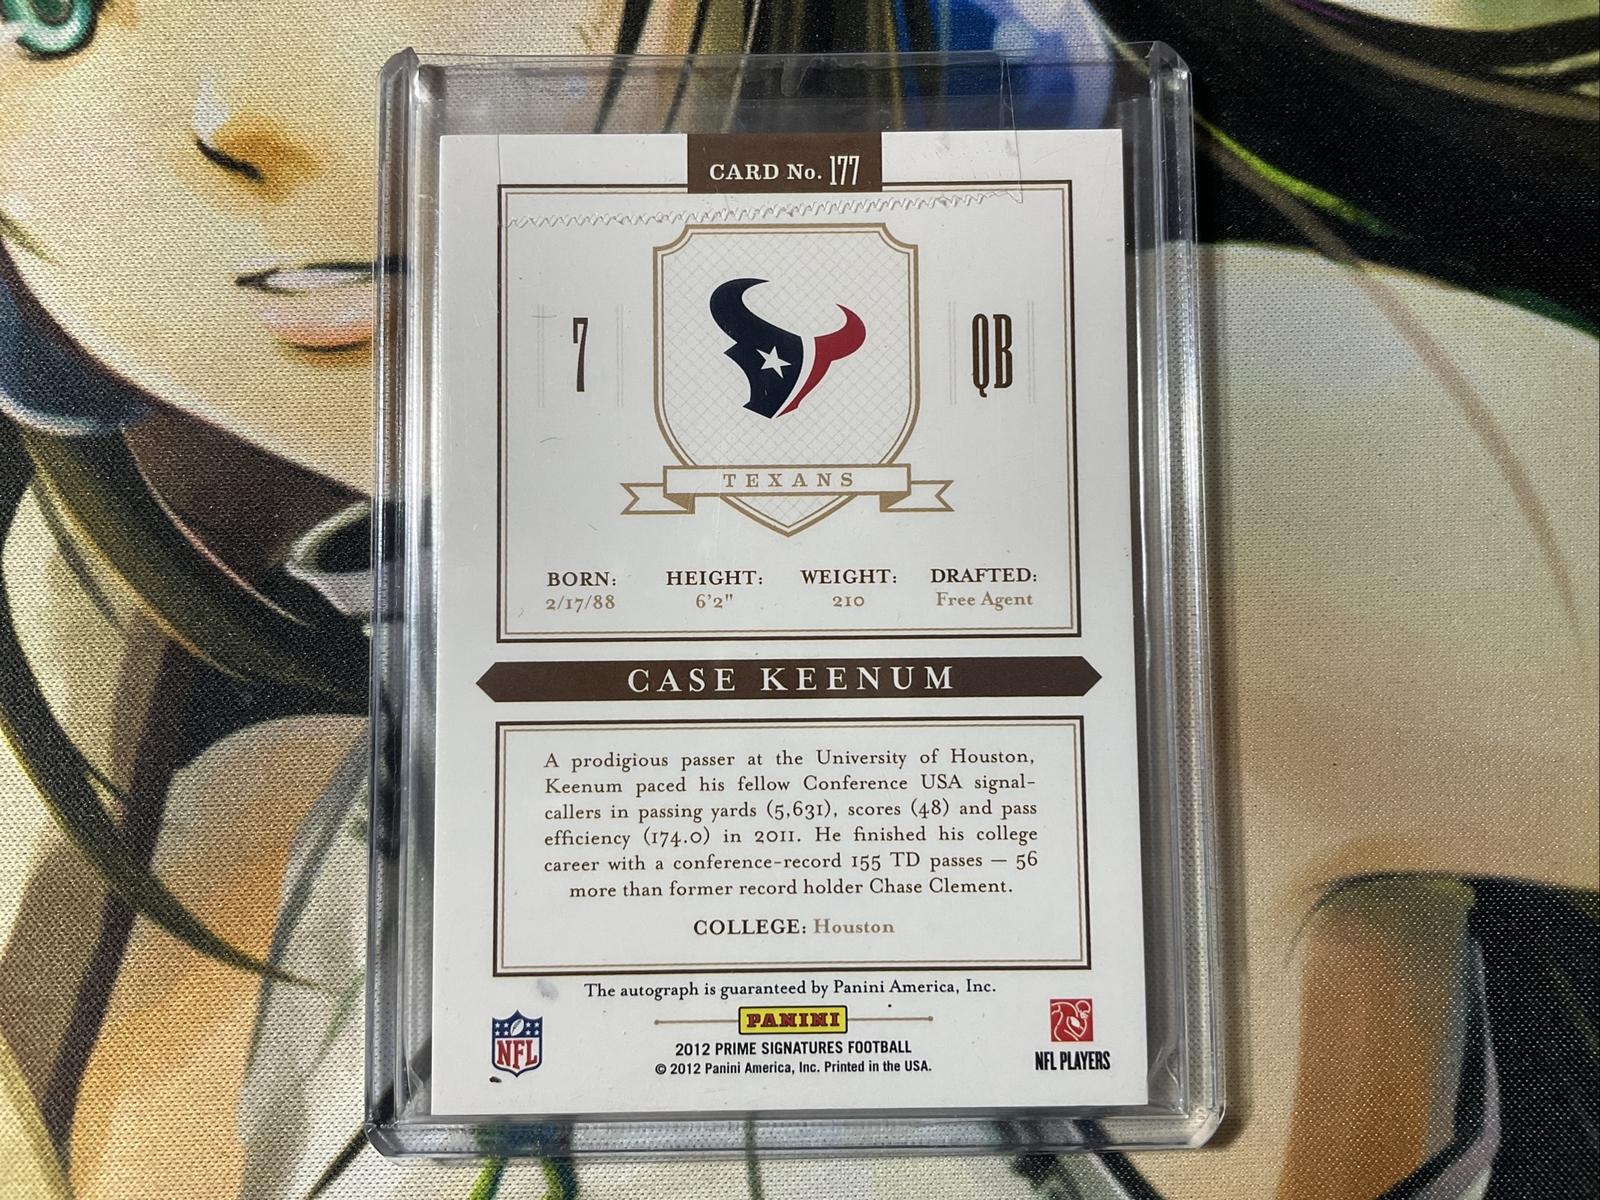 CARD No. 177
7
QB
TEXANS
BORN: HEIGHT: WEIGHT: DRAFTED:
2/17/88 6'2" 210 Free Agent
CASE KEENUM
A prodigious passer at the University of Houston,
Keenum paced his fellow Conference USA signal-
callers in passing yards (5,631), scores (48) and pass
efficiency (174.0) in 2011. He finished his college
career with a conference-record 155 TD passes — 56
more than former record holder Chase Clement.
COLLEGE: Houston
The autograph is guaranteed by Panini America, Inc.
PANINI
NFL
2012 PRIME SIGNATURES FOOTBALL
© 2012 Panini America, Inc. Printed in the USA.
NFL PLAYERS